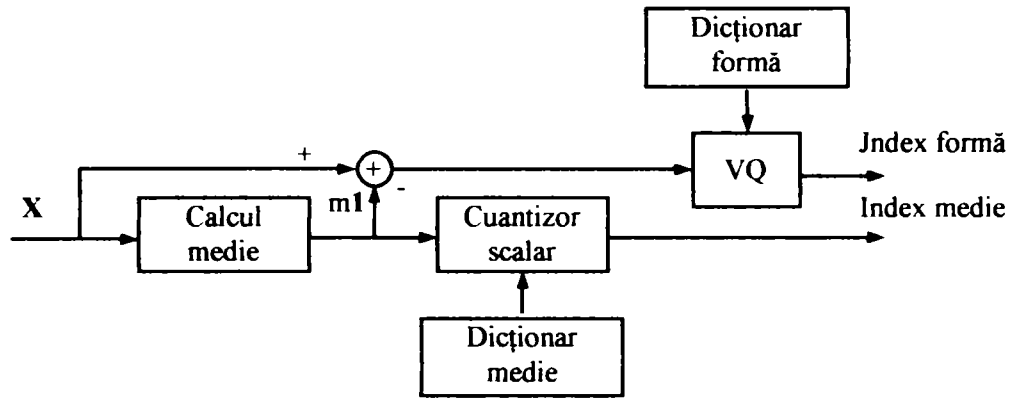 Dicționar
formă
+
+
-
VQ
Jndex formă
X
Calcul
medie
m1
Cuantizor
scalar
Index medie
Dicționar
medie